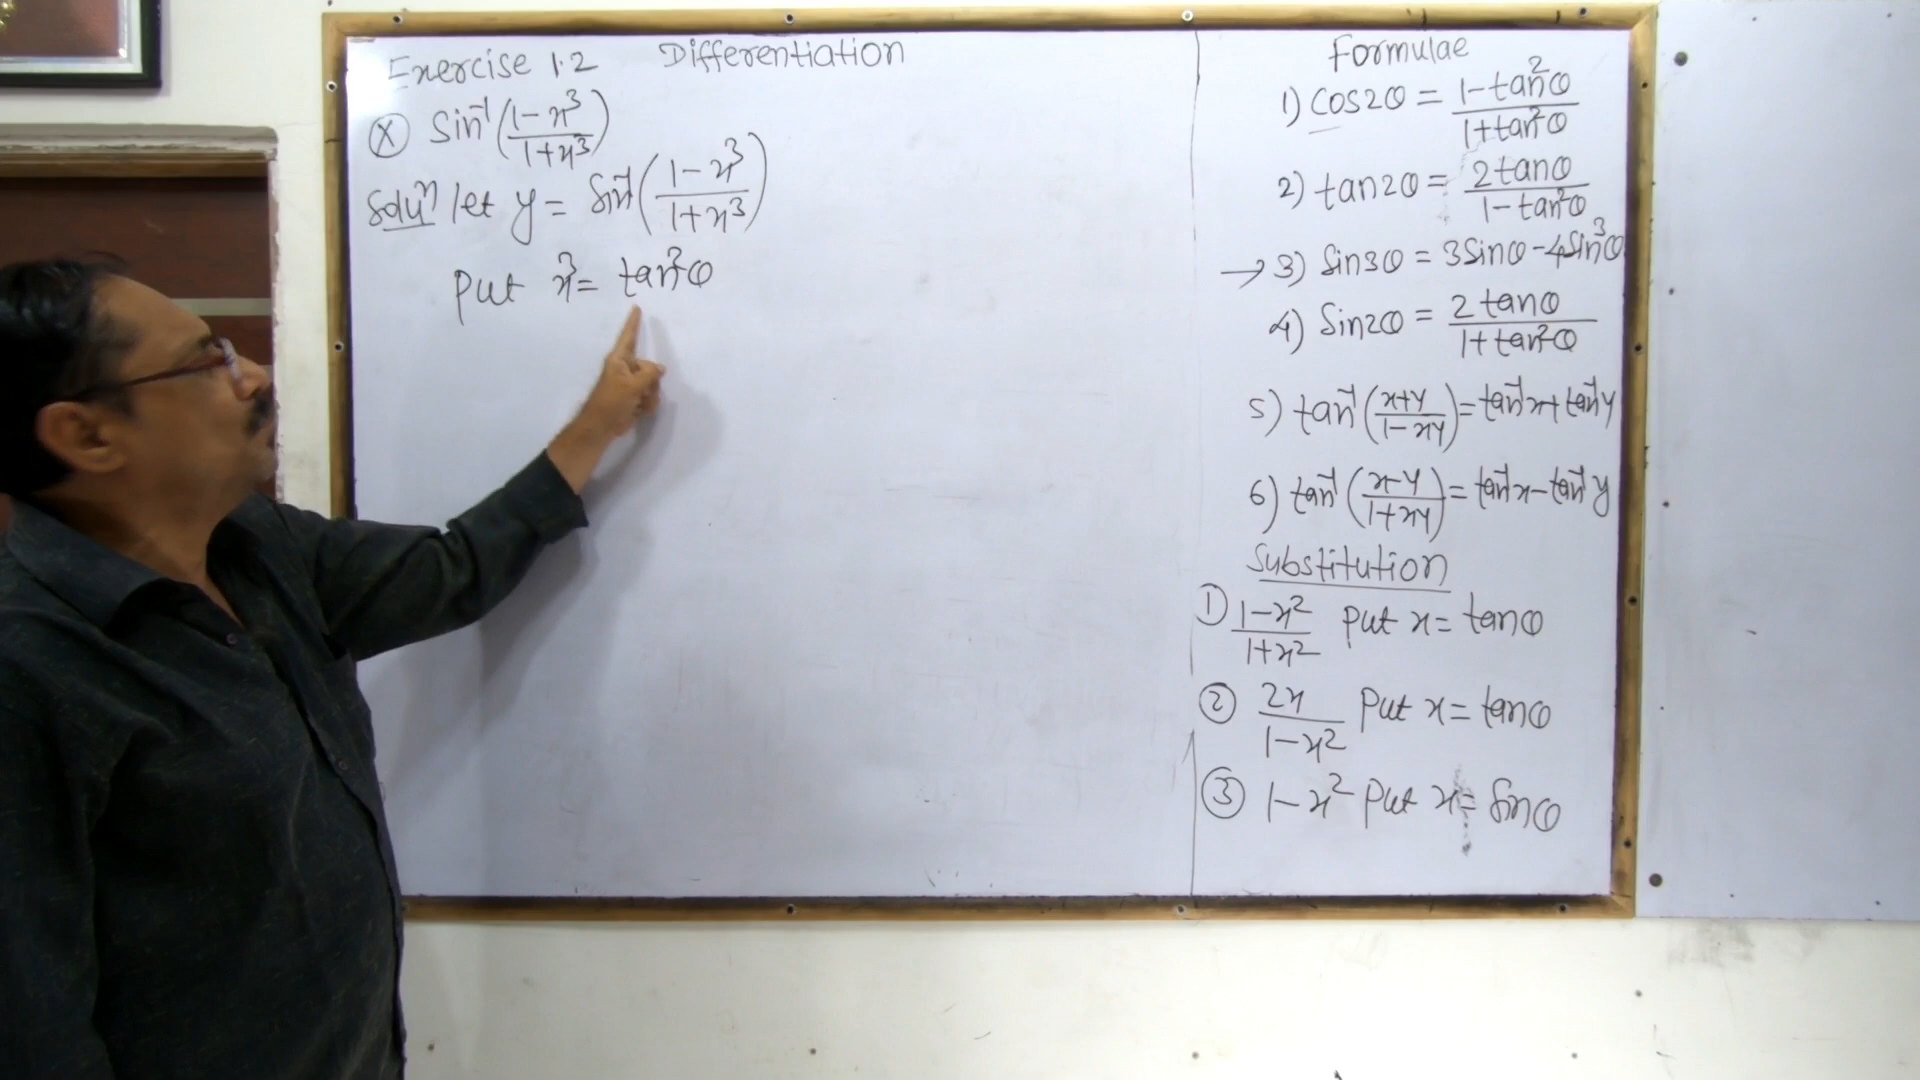 Exercise 1.2 Differentiation
(X) Sin⁻¹((1-x³)/(1+x³))
Soluⁿ let y = Sin⁻¹((1-x³)/(1+x³))
Put x³= tan²θ
Formulae
1) Cos2θ = (1-tan²θ)/(1+tan²θ)
2) tan2θ = (2tanθ)/(1-tan²θ)
→ 3) Sin3θ = 3Sinθ-4Sin³θ
4) Sin2θ = (2tanθ)/(1+tan²θ)
5) tan⁻¹((x+y)/(1-xy)) = tan⁻¹x+tan⁻¹y
6) tan⁻¹((x-y)/(1+xy)) = tan⁻¹x-tan⁻¹y
Substitution
① (1-x²)/(1+x²) Put x= tanθ
② (2x)/(1-x²) Put x= tanθ
③ 1-x² Put x= Sinθ